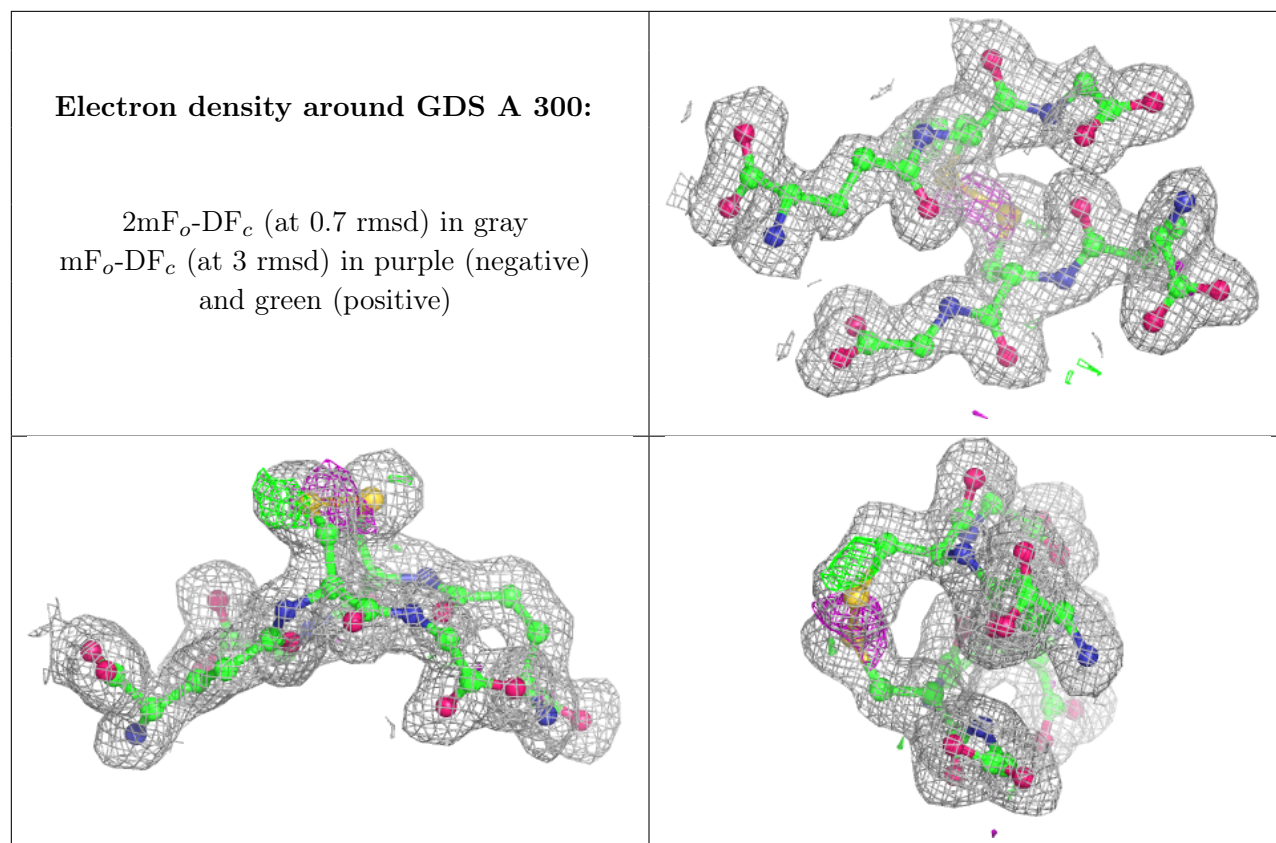 Electron density around GDS A 300:
2mFo-DFc (at 0.7 rmsd) in gray
mFo-DFc (at 3 rmsd) in purple (negative)
and green (positive)